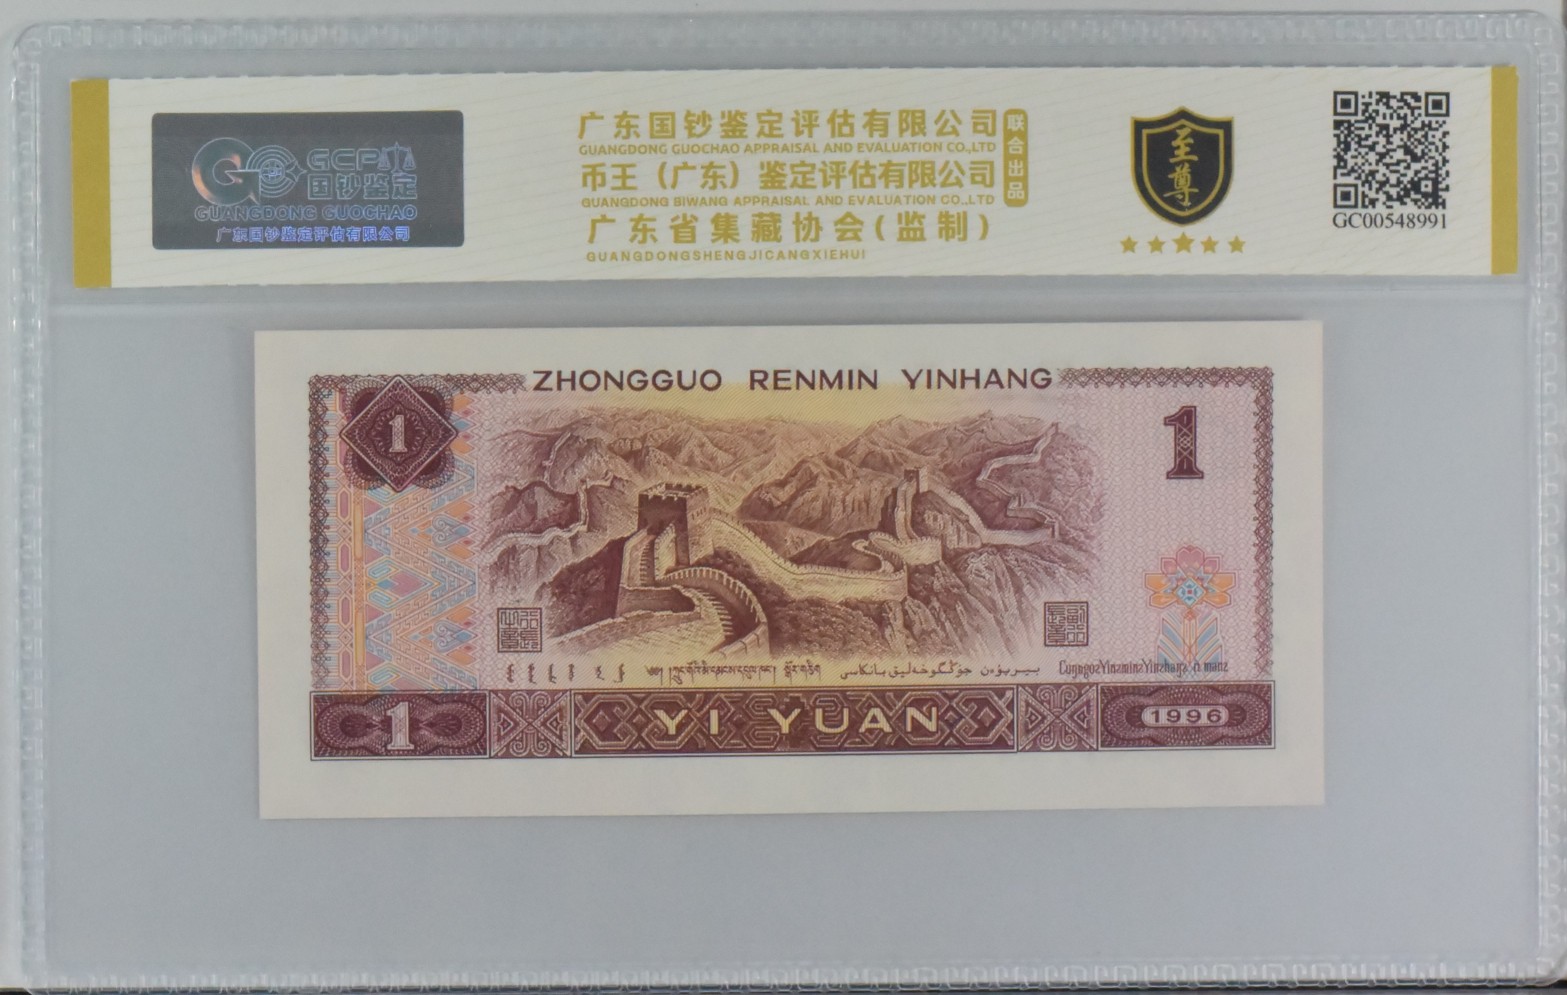 GCP
国钞鉴定
GUANGDONG GUOCHAO
广东国钞鉴定评估有限公司
广东国钞鉴定评估有限公司
GUANGDONG GUOCHAO APPRAISAL AND EVALUATION CO.,LTD
币王（广东）鉴定评估有限公司
GUANGDONG BIWANG APPRAISAL AND EVALUATION CO.,LTD
联合出品
广东省集藏协会(监制)
GUANGDONGSHENGJICANGXIEHUI
至尊
GC00548991
ZHONGGUO RENMIN YINHANG
1
1
1
YI YUAN
1996